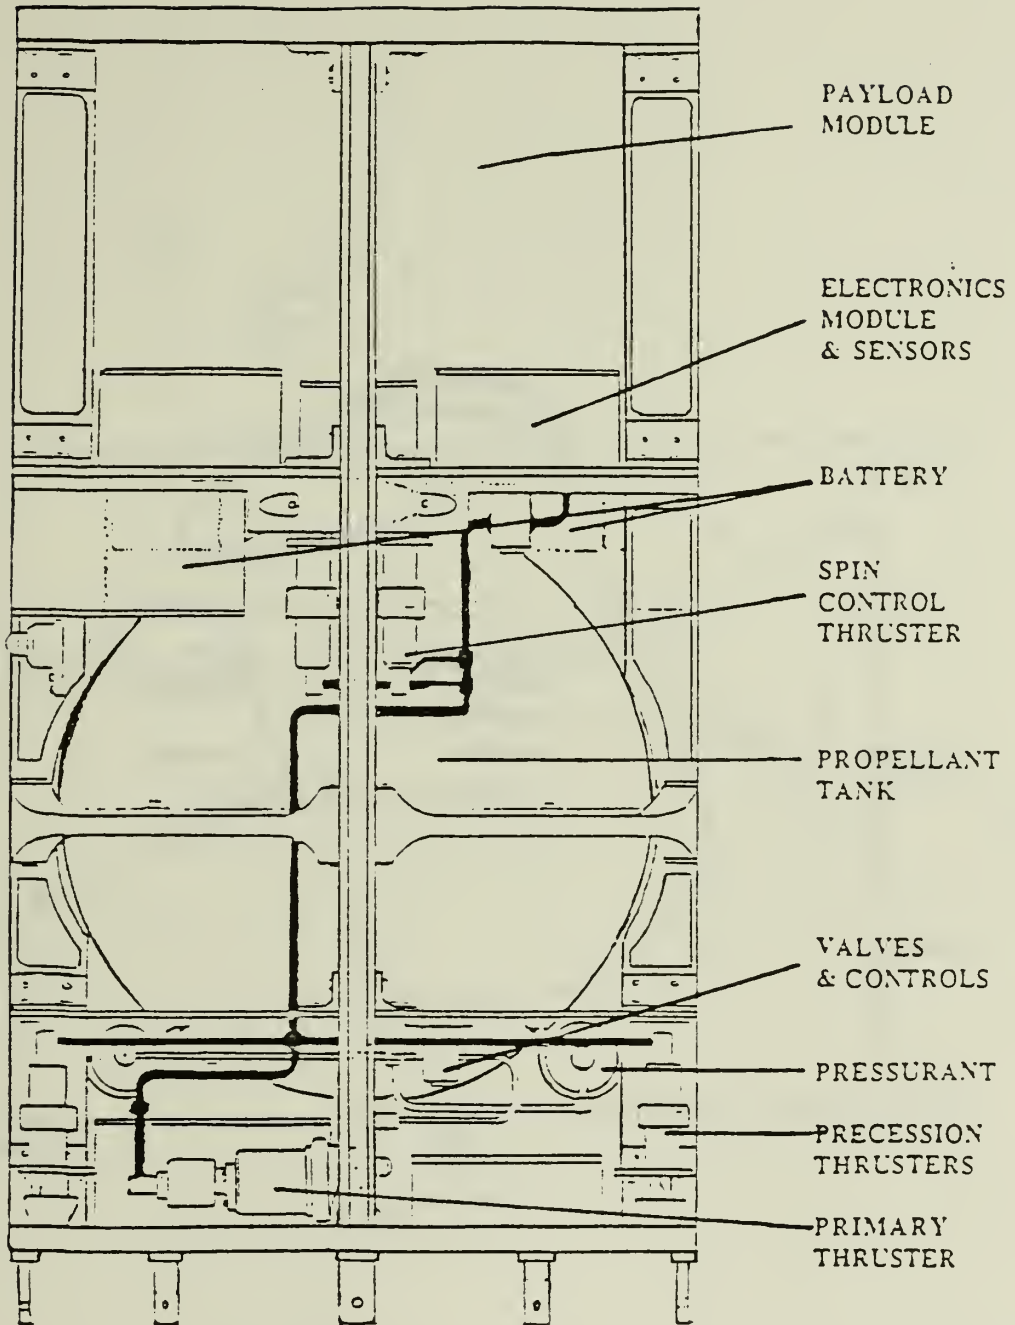 PAYLOAD
MODULE
ELECTRONICS
MODULE
& SENSORS
BATTERY
SPIN
CONTROL
THRUSTER
PROPELLANT
TANK
VALVES
& CONTROLS
PRESSURANT
PRECESSION
THRUSTERS
PRIMARY
THRUSTER